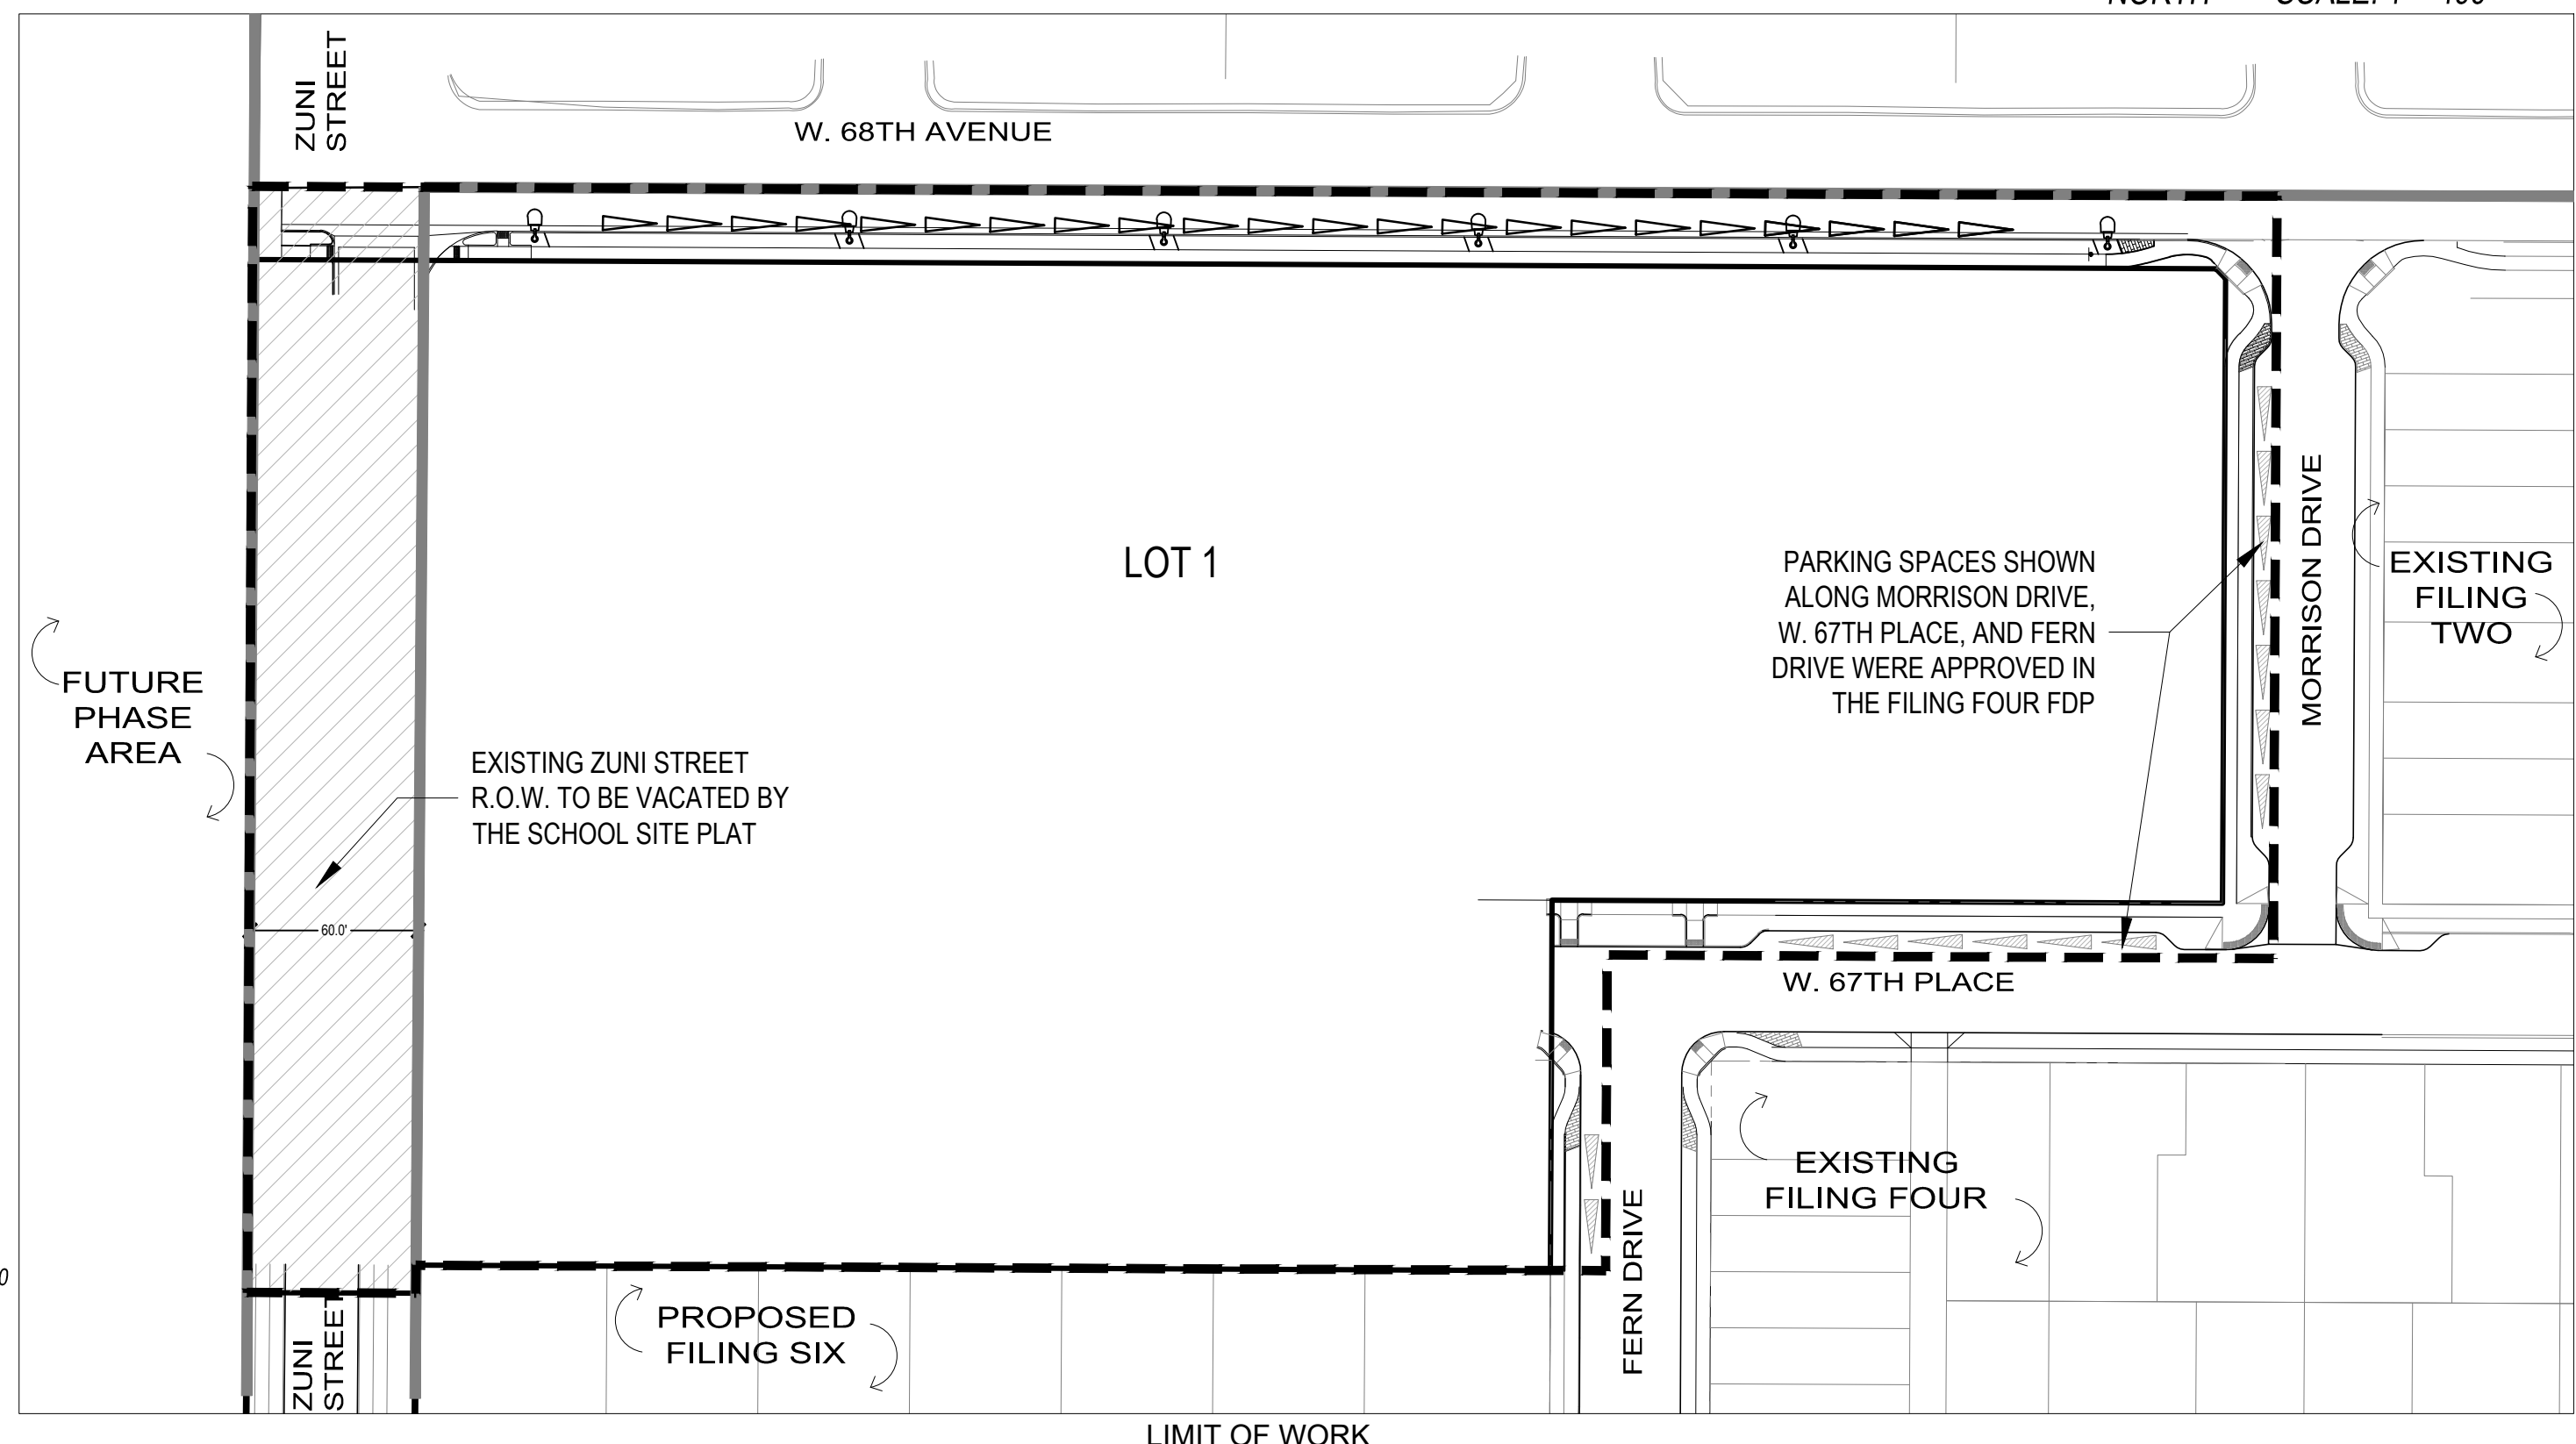 ZUNI
STREET
W. 68TH AVENUE
LOT 1
PARKING SPACES SHOWN
ALONG MORRISON DRIVE,
W. 67TH PLACE, AND FERN
DRIVE WERE APPROVED IN
THE FILING FOUR FDP
MORRISON DRIVE
EXISTING
FILING
TWO
FUTURE
PHASE
AREA
EXISTING ZUNI STREET
R.O.W. TO BE VACATED BY
THE SCHOOL SITE PLAT
60.0'
W. 67TH PLACE
EXISTING
FILING FOUR
FERN DRIVE
PROPOSED
FILING SIX
ZUNI
STREET
LIMIT OF WORK